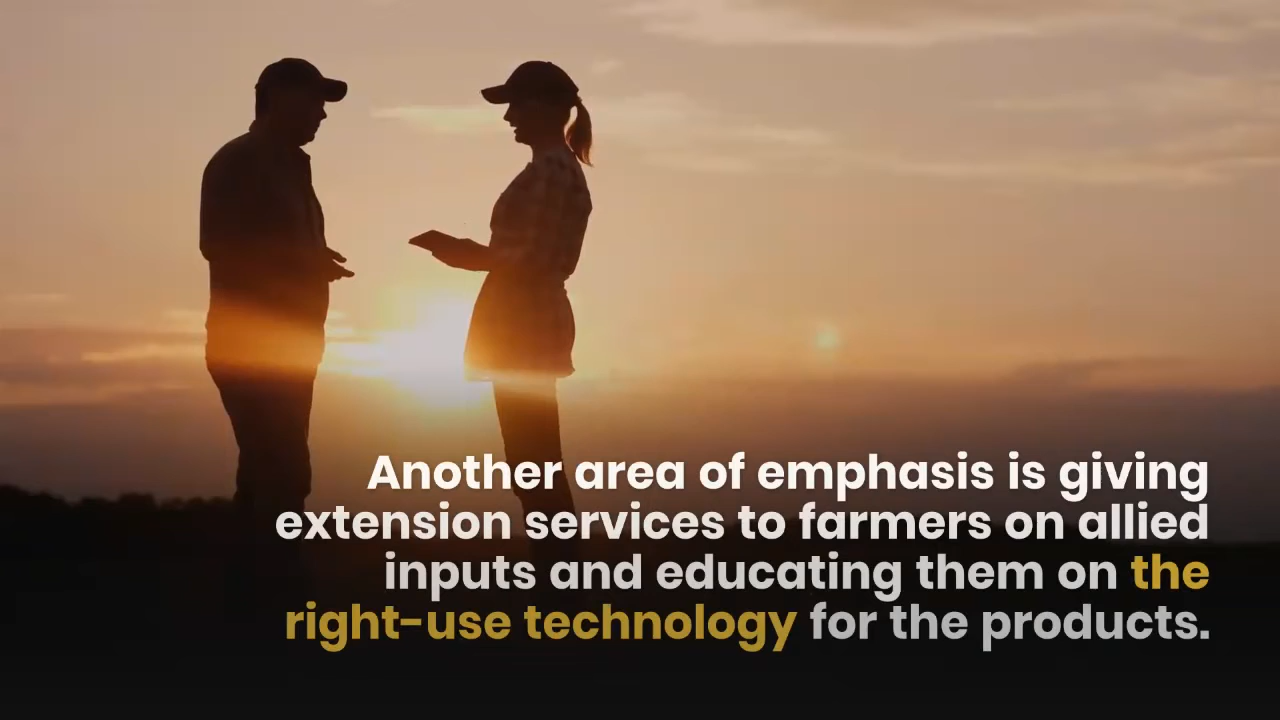 Another area of emphasis is giving
extension services to farmers on allied
inputs and educating them on the
right-use technology for the products.